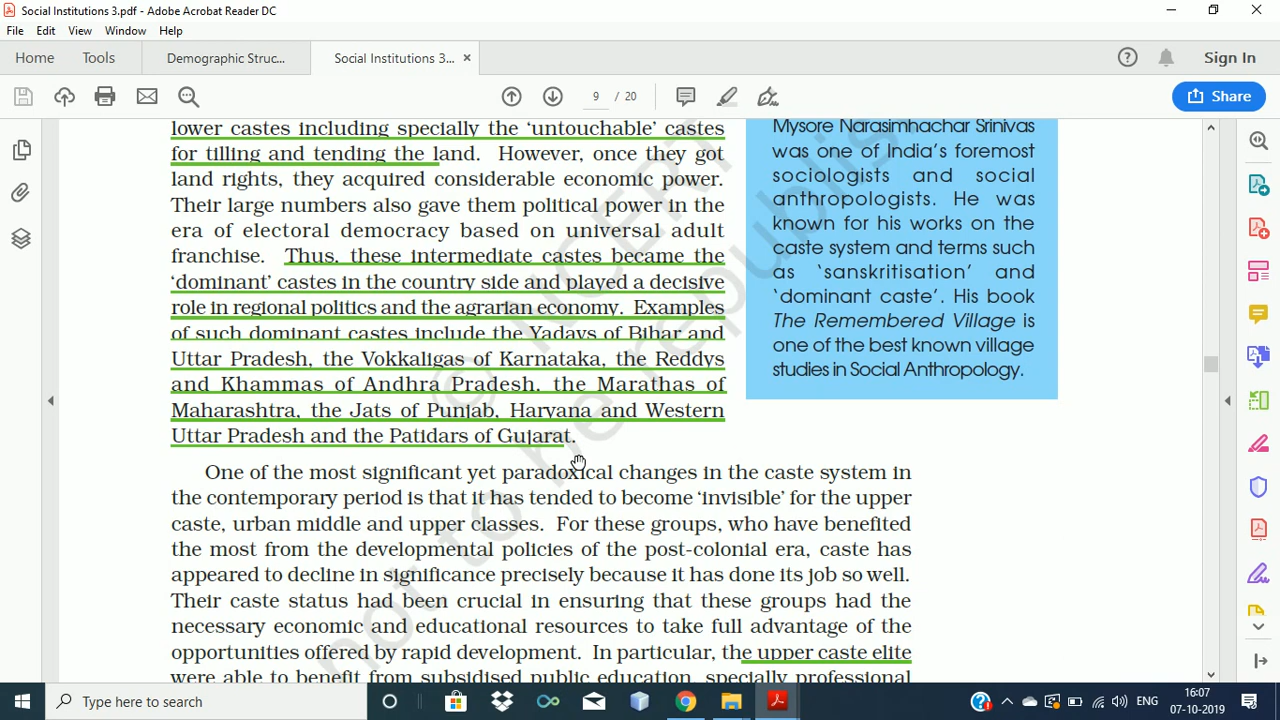 Social Institutions 3.pdf - Adobe Acrobat Reader DC
File Edit View Window Help
Home Tools Demographic Struc... Social Institutions 3... × Sign In
9 / 20 Share
lower castes including specially the ‘untouchable’ castes
for tilling and tending the land. However, once they got
land rights, they acquired considerable economic power.
Their large numbers also gave them political power in the
era of electoral democracy based on universal adult
franchise. Thus, these intermediate castes became the
‘dominant’ castes in the country side and played a decisive
role in regional politics and the agrarian economy. Examples
of such dominant castes include the Yadavs of Bihar and
Uttar Pradesh, the Vokkaligas of Karnataka, the Reddys
and Khammas of Andhra Pradesh, the Marathas of
Maharashtra, the Jats of Punjab, Haryana and Western
Uttar Pradesh and the Patidars of Gujarat.
Mysore Narasimhachar Srinivas
was one of India’s foremost
sociologists and social
anthropologists. He was
known for his works on the
caste system and terms such
as ‘sanskritisation’ and
‘dominant caste’. His book
The Remembered Village is
one of the best known village
studies in Social Anthropology.
One of the most significant yet paradoxical changes in the caste system in
the contemporary period is that it has tended to become ‘invisible’ for the upper
caste, urban middle and upper classes. For these groups, who have benefited
the most from the developmental policies of the post-colonial era, caste has
appeared to decline in significance precisely because it has done its job so well.
Their caste status had been crucial in ensuring that these groups had the
necessary economic and educational resources to take full advantage of the
opportunities offered by rapid development. In particular, the upper caste elite
were able to benefit from subsidised public education, specially professional
© NCERT
not to be republis
Type here to search
ENG
16:07
07-10-2019